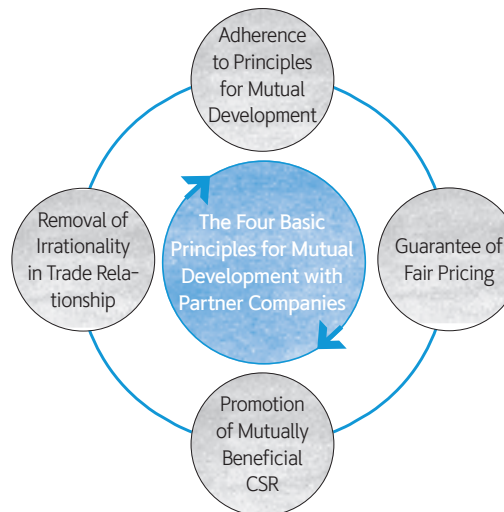 Adherence
to Principles
for Mutual
Development
Removal of
Irrationality
in Trade Rela-
tionship
The Four Basic
Principles for Mutual
Development with
Partner Companies
Guarantee of
Fair Pricing
Promotion
of Mutually
Beneficial
CSR